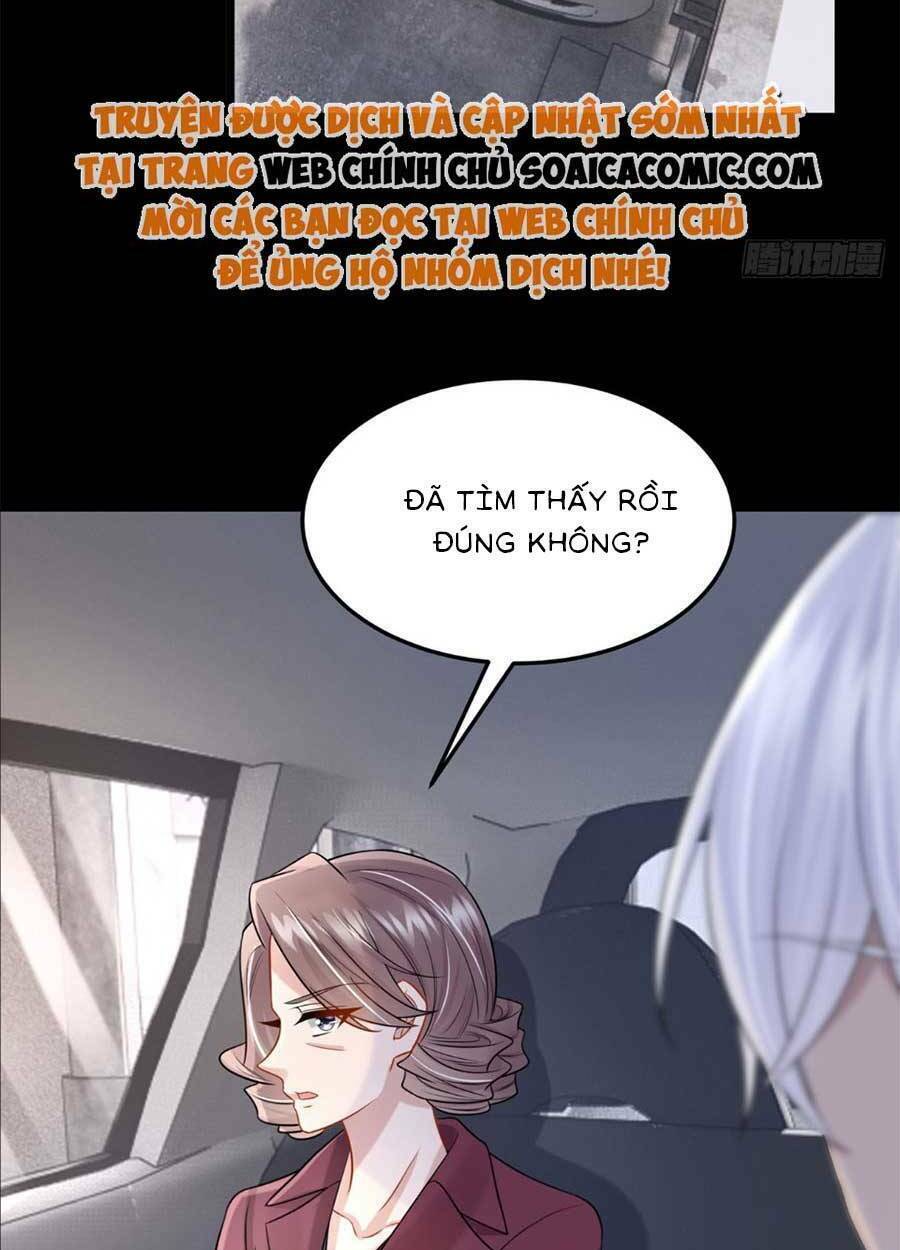 TRUYỆN ĐƯỢC DỊCH VÀ CẬP NHẬT SỚM NHẤT
TẠI TRANG WEB CHÍNH CHỦ SOAICACOMIC.COM
MỜI CÁC BẠN ĐỌC TẠI WEB CHÍNH CHỦ
ĐỂ ỦNG HỘ NHÓM DỊCH NHÉ!
腾讯动漫
ĐÃ TÌM THẤY RỒI
ĐÚNG KHÔNG?